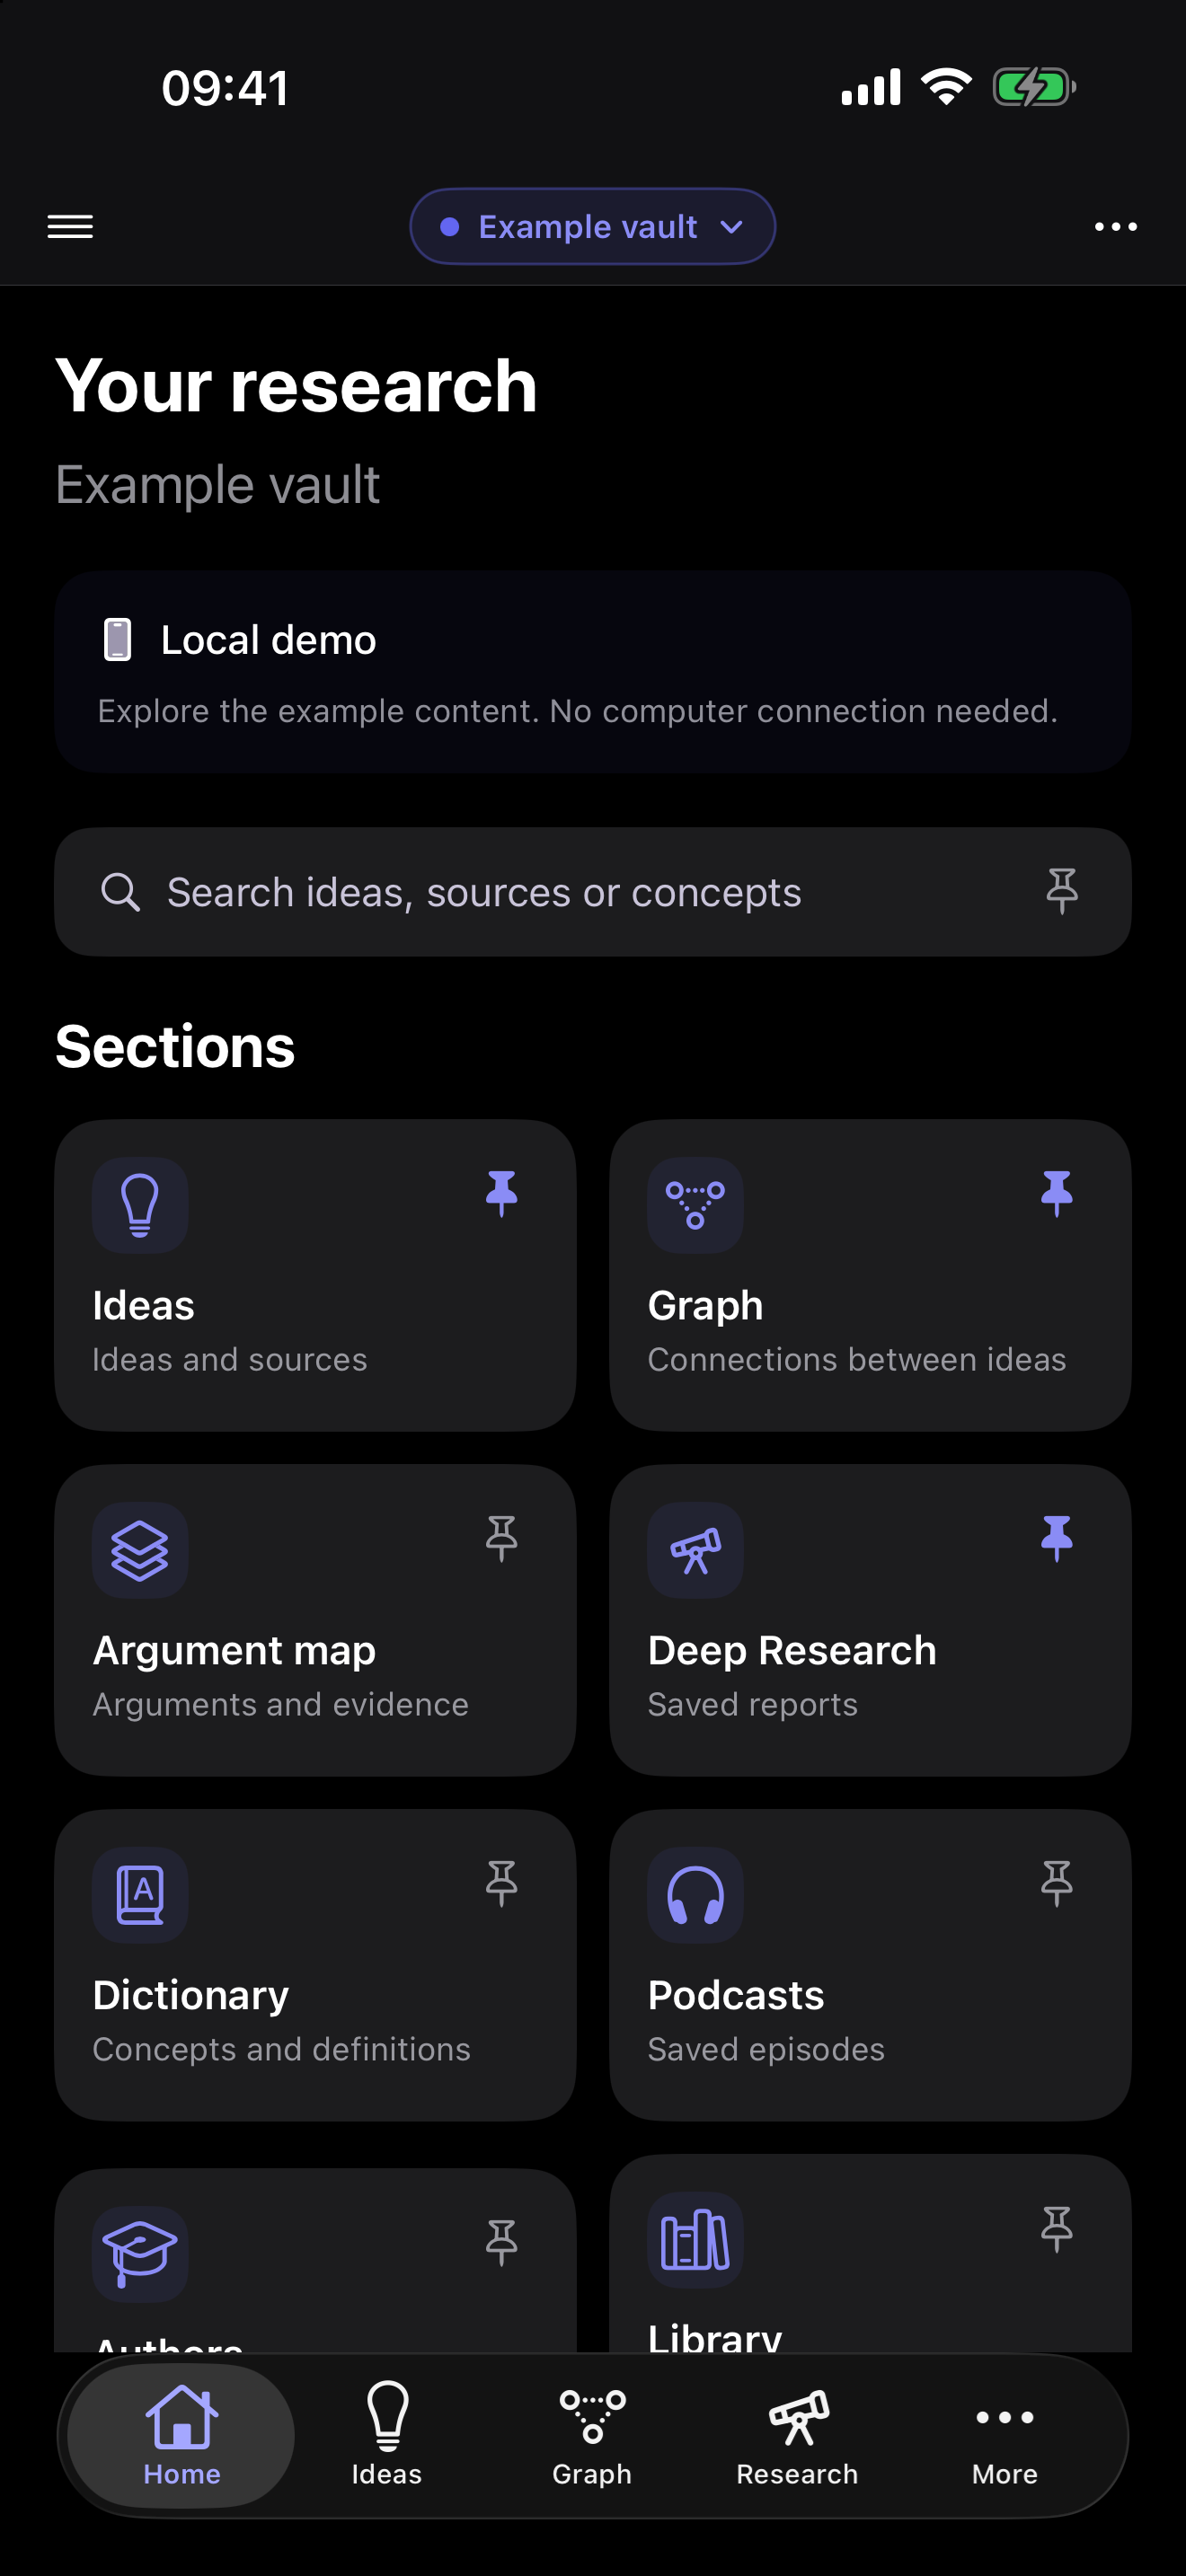 09:41
Example vault
Your research
Example vault
Local demo
Explore the example content. No computer connection needed.
Search ideas, sources or concepts
Sections
Ideas
Ideas and sources
Graph
Connections between ideas
Argument map
Arguments and evidence
Deep Research
Saved reports
A
Dictionary
Concepts and definitions
Podcasts
Saved episodes
Authors
Library
Home
Ideas
Graph
Research
More